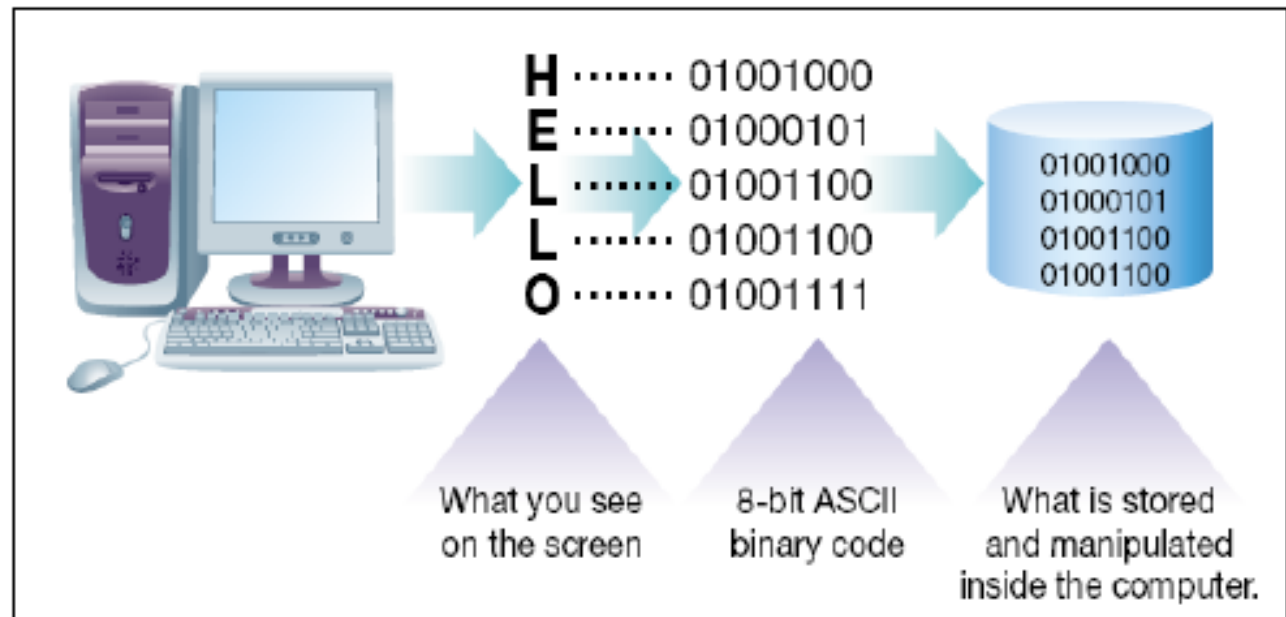 H ....... 01001000
E ....... 01000101
L ....... 01001100
L ....... 01001100
O ....... 01001111
01001000
01000101
01001100
01001100
What you see
on the screen
8-bit ASCII
binary code
What is stored
and manipulated
inside the computer.